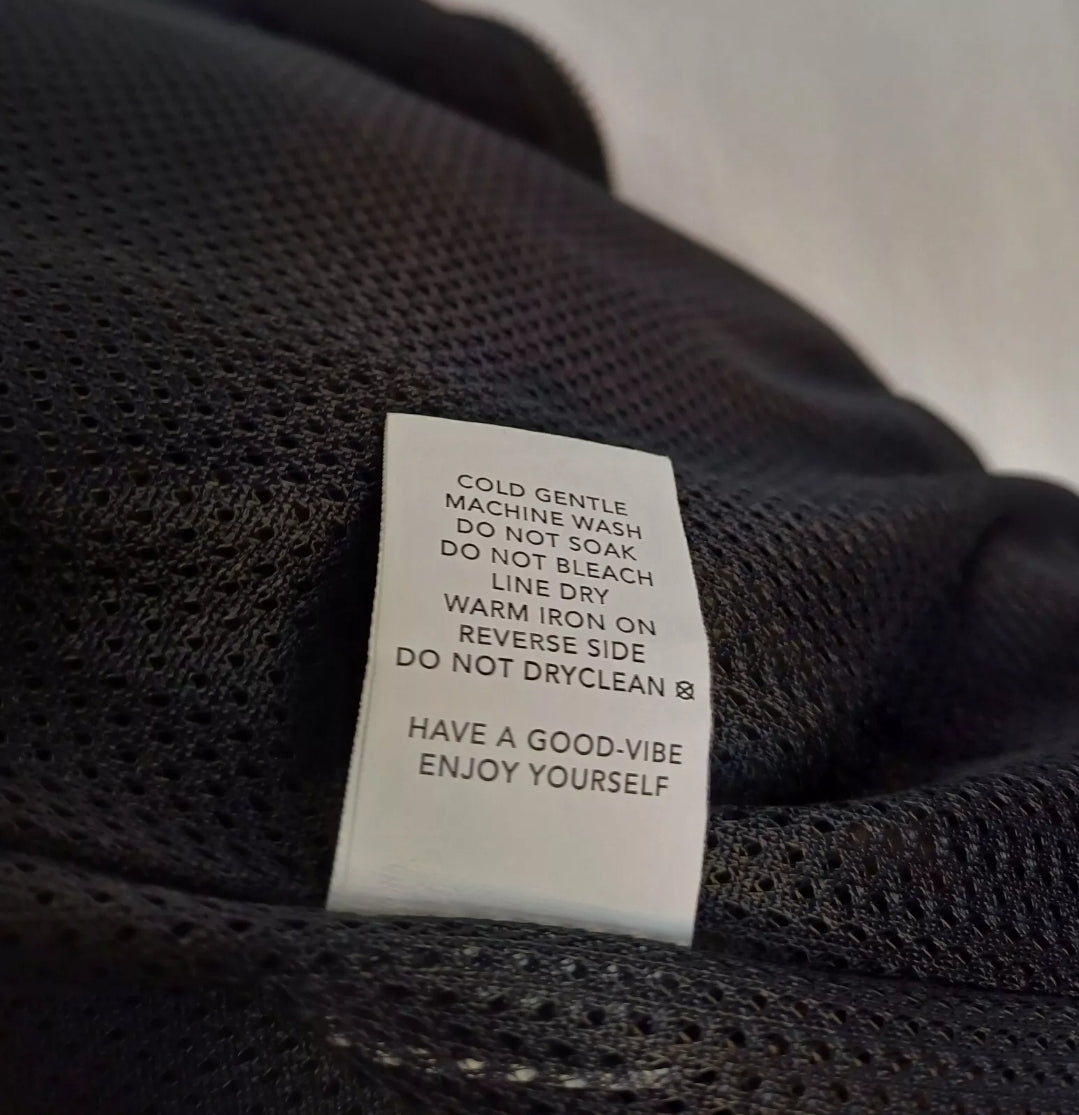 COLD GENTLE
MACHINE WASH
DO NOT SOAK
DO NOT BLEACH
LINE DRY
WARM IRON ON
REVERSE SIDE
DO NOT DRYCLEAN
HAVE A GOOD-VIBE
ENJOY YOURSELF